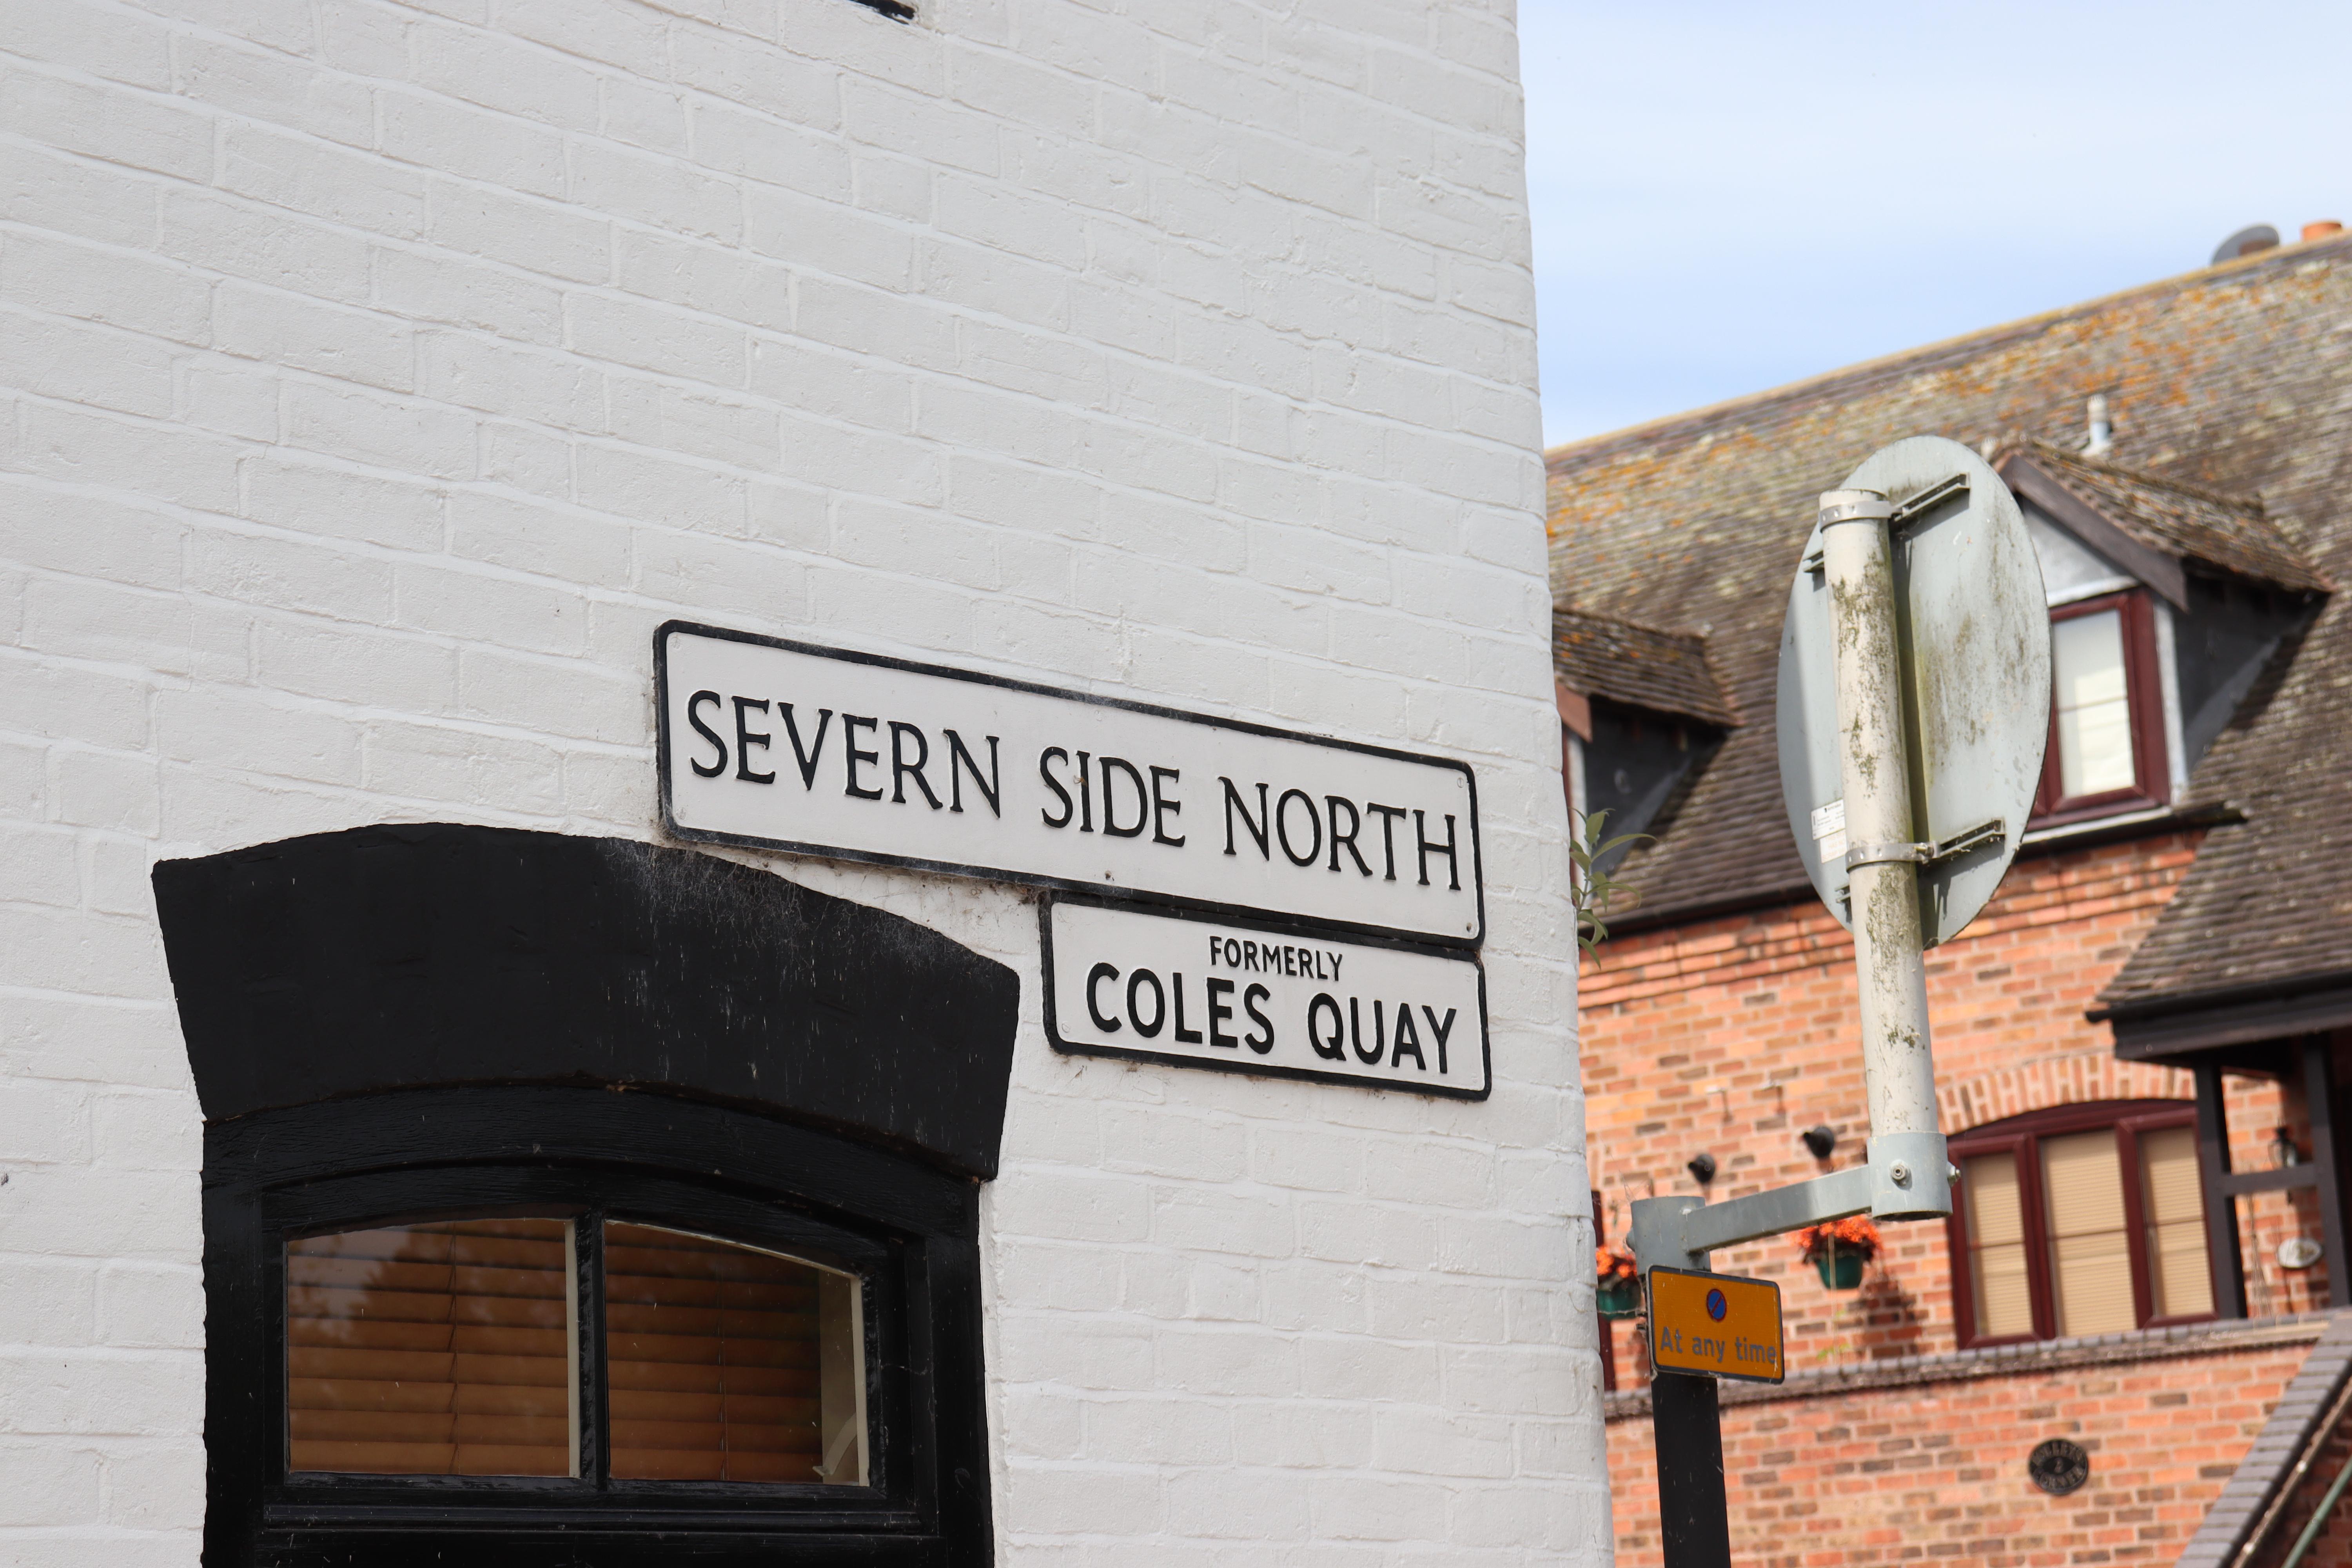 SEVERN SIDE NORTH
FORMERLY
COLES QUAY
At any time